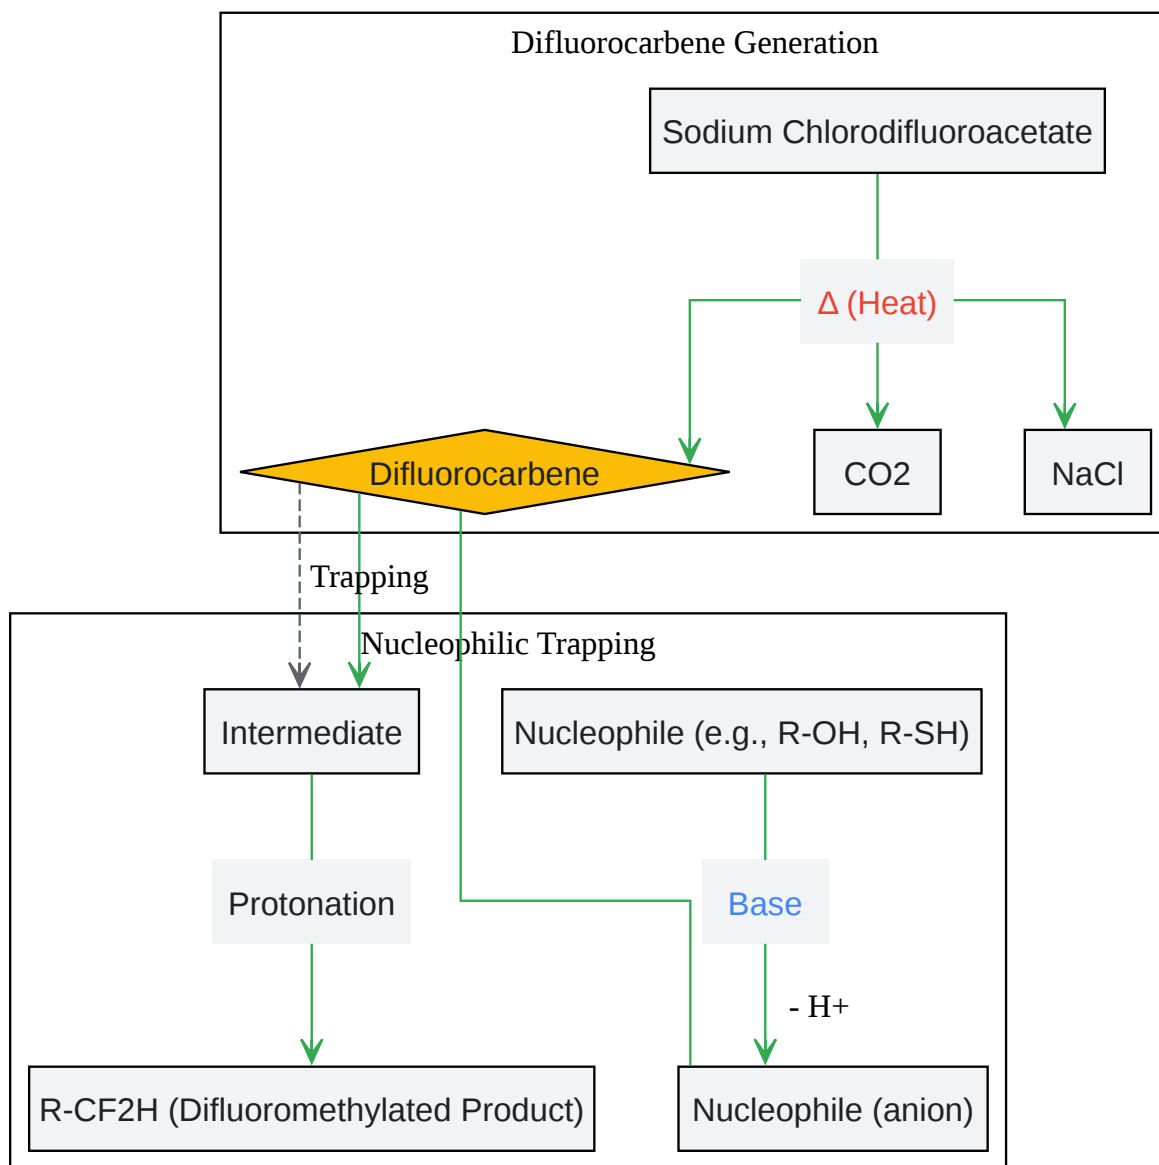 Difluorocarbene Generation
Sodium Chlorodifluoroacetate
Δ (Heat)
Difluorocarbene
CO2
NaCl
Trapping
Nucleophilic Trapping
Intermediate
Nucleophile (e.g., R-OH, R-SH)
Protonation
Base
- H+
R-CF2H (Difluoromethylated Product)
Nucleophile (anion)